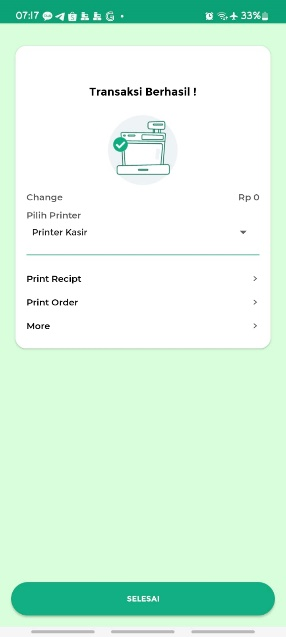 07:17
33%
Transaksi Berhasil !
Change Rp 0
Pilih Printer
Printer Kasir
Print Recipt
Print Order
More
SELESAI